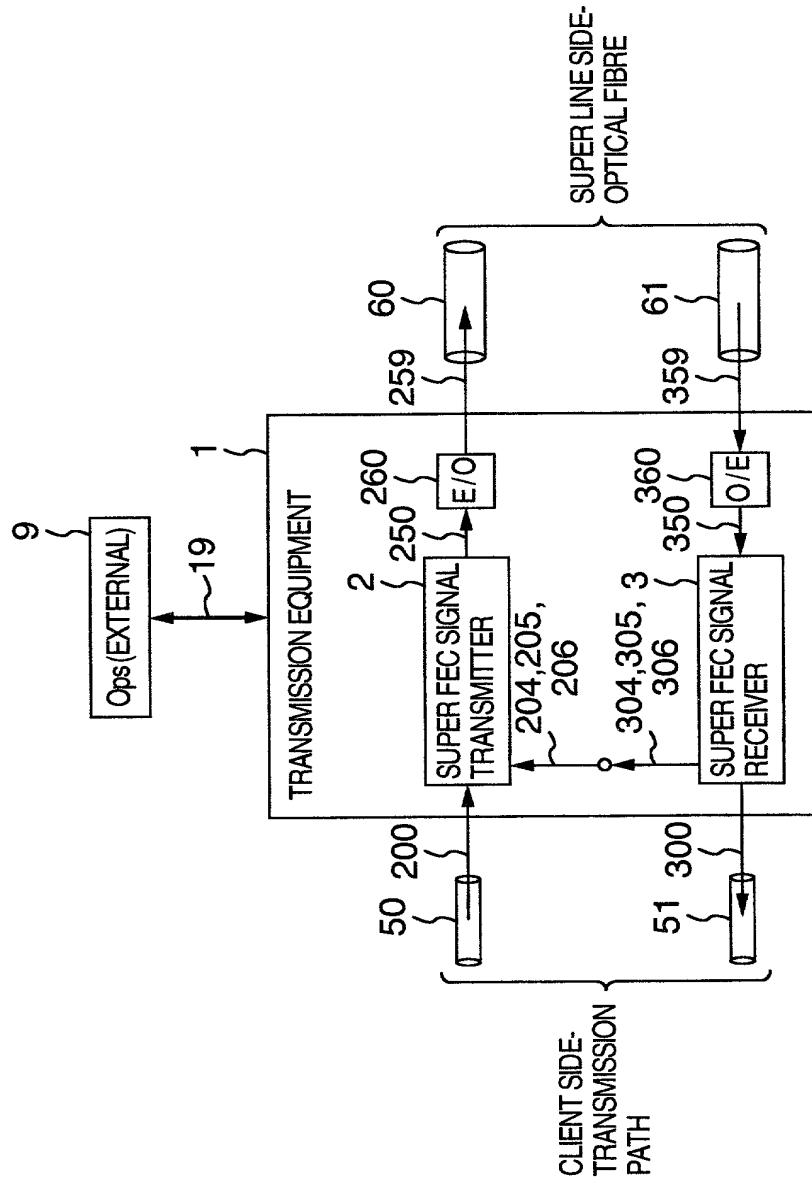 9
Ops(EXTERNAL)
19
1
TRANSMISSION EQUIPMENT
50
200
2
SUPER FEC SIGNAL
TRANSMITTER
250
260
E/O
259
60
204,205,
206
304,305,
306
51
300
3
SUPER FEC SIGNAL
RECEIVER
350
360
O/E
359
61
CLIENT SIDE-
TRANSMISSION
PATH
SUPER LINE SIDE-
OPTICAL FIBRE